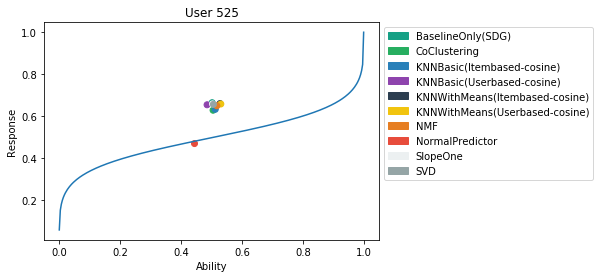 User 525
1.0
0.8
0.6
0.4
0.2
Response
0.0
0.2
0.4
0.6
0.8
1.0
Ability
BaselineOnly(SDG)
CoClustering
KNNBasic(Itembased-cosine)
KNNBasic(Userbased-cosine)
KNNWithMeans(Itembased-cosine)
KNNWithMeans(Userbased-cosine)
NMF
NormalPredictor
SlopeOne
SVD